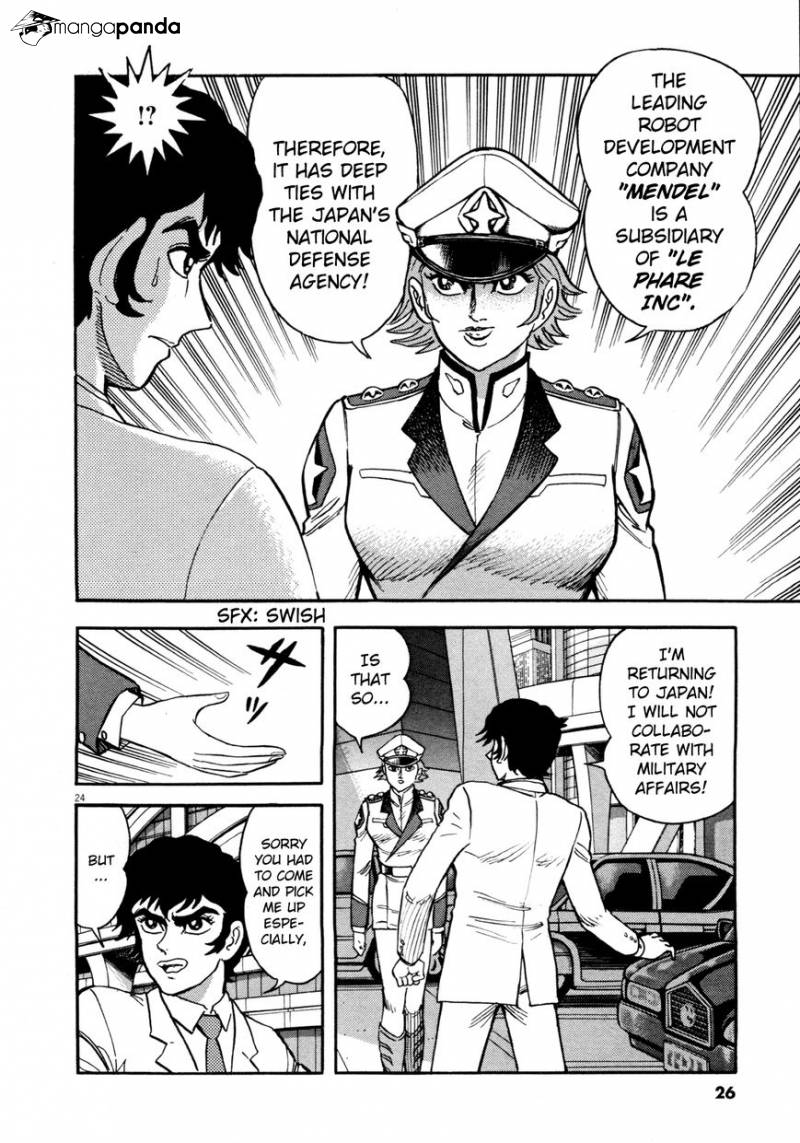 mangapanda
THE
LEADING
ROBOT
DEVELOPMENT
COMPANY
"MENDEL"
IS A
SUBSIDIARY
OF "LE
PHARE
INC".
THEREFORE,
IT HAS DEEP
TIES WITH
THE JAPAN'S
NATIONAL
DEFENSE
AGENCY!
!?
SFX: SWISH
I'M
RETURNING
TO JAPAN!
I WILL NOT
COLLABO-
RATE WITH
MILITARY
AFFAIRS!
IS
THAT
SO...
24
SORRY
YOU HAD
TO COME
AND PICK
ME UP
ESPE-
CIALLY,
BUT
...
26